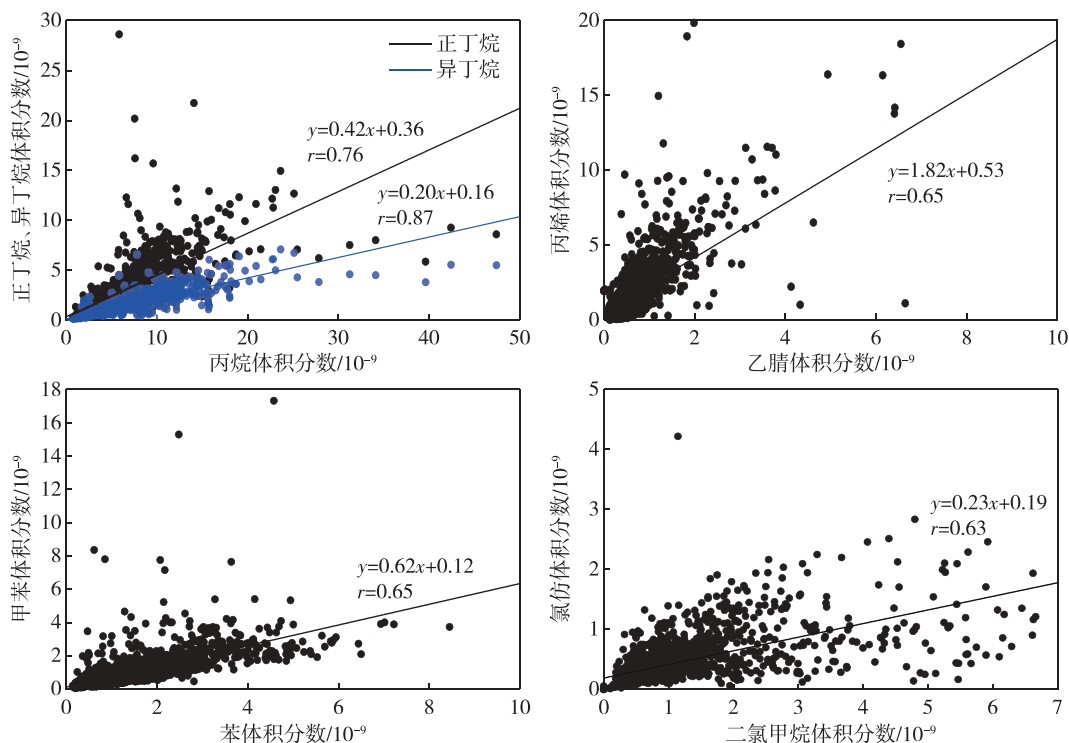 30
25
20
15
10
5
0
正丁烷、异丁烷体积分数/10⁻⁹
正丁烷
异丁烷
y=0.42x+0.36
r=0.76
y=0.20x+0.16
r=0.87
0 10 20 30 40 50
丙烷体积分数/10⁻⁹
20
15
10
5
0
丙烯体积分数/10⁻⁹
y=1.82x+0.53
r=0.65
0 2 4 6 8 10
乙腈体积分数/10⁻⁹
18
16
14
12
10
8
6
4
2
0
甲苯体积分数/10⁻⁹
y=0.62x+0.12
r=0.65
0 2 4 6 8 10
苯体积分数/10⁻⁹
5
4
3
2
1
0
氯仿体积分数/10⁻⁹
y=0.23x+0.19
r=0.63
0 1 2 3 4 5 6 7
二氯甲烷体积分数/10⁻⁹